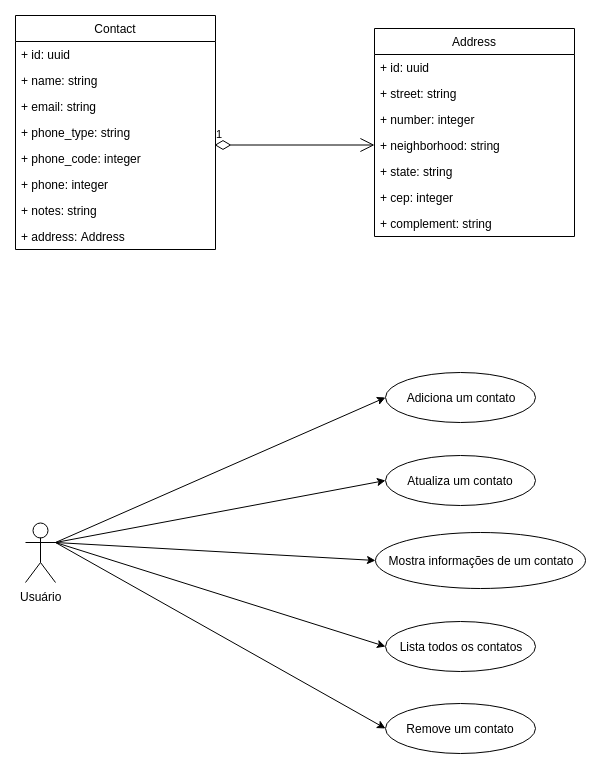 Contact
+ id: uuid
+ name: string
+ email: string
+ phone_type: string
+ phone_code: integer
+ phone: integer
+ notes: string
+ address: Address
1
Address
+ id: uuid
+ street: string
+ number: integer
+ neighborhood: string
+ state: string
+ cep: integer
+ complement: string
Usuário
Adiciona um contato
Atualiza um contato
Mostra informações de um contato
Lista todos os contatos
Remove um contato